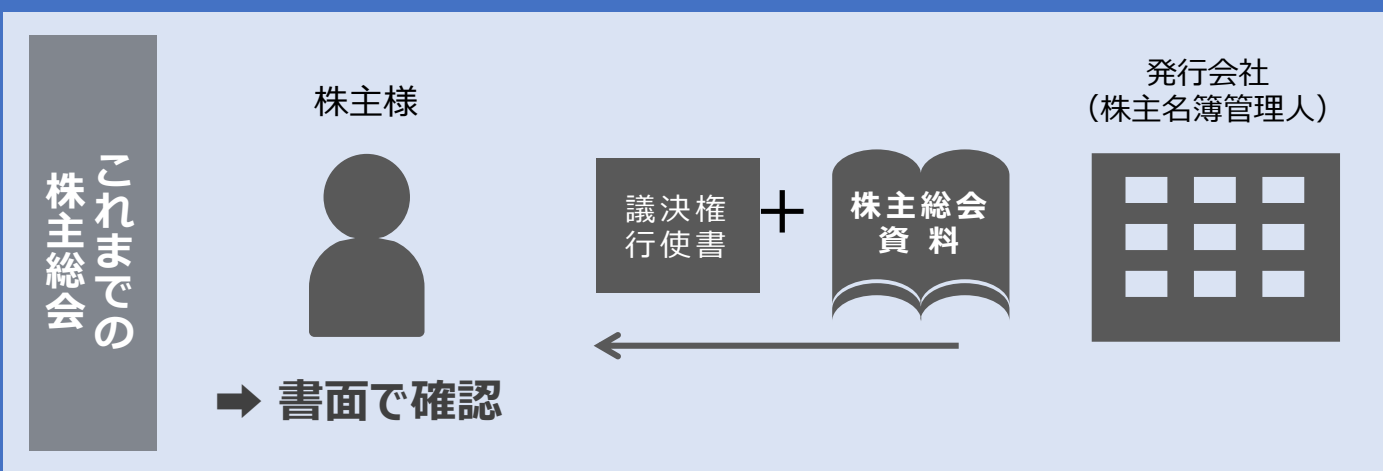 これまでの
株主総会
株主様
➡ 書面で確認
議決権
行使書
＋
株主総会
資 料
発行会社
（株主名簿管理人）